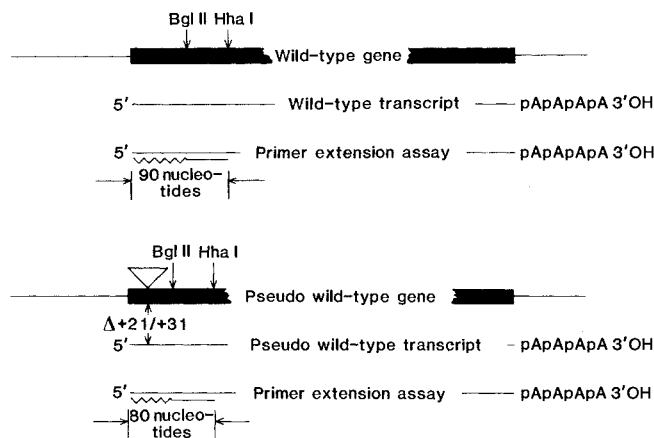 Bgl II Hha I
Wild-type gene
5' Wild-type transcript pApApApA 3'OH
5' Primer extension assay pApApApA 3'OH
90 nucleo-
tides
Bgl II Hha I
Pseudo wild-type gene
Δ+21/+31
5' Pseudo wild-type transcript pApApApA 3'OH
5' Primer extension assay pApApApA 3'OH
80 nucleo-
tides